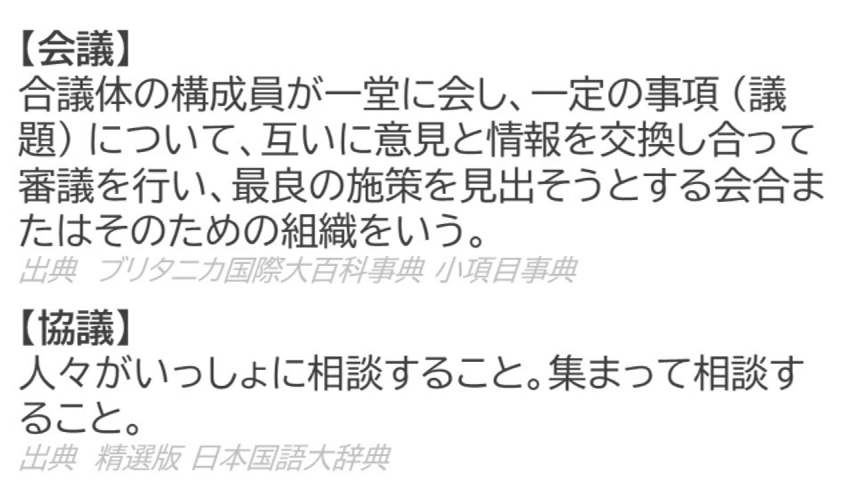 【会議】
合議体の構成員が一堂に会し、一定の事項（議
題）について、互いに意見と情報を交換し合って
審議を行い、最良の施策を見出そうとする会合ま
たはそのための組織をいう。
出典 ブリタニカ国際大百科事典 小項目事典
【協議】
人々がいっしょに相談すること。集まって相談す
ること。
出典 精選版 日本国語大辞典